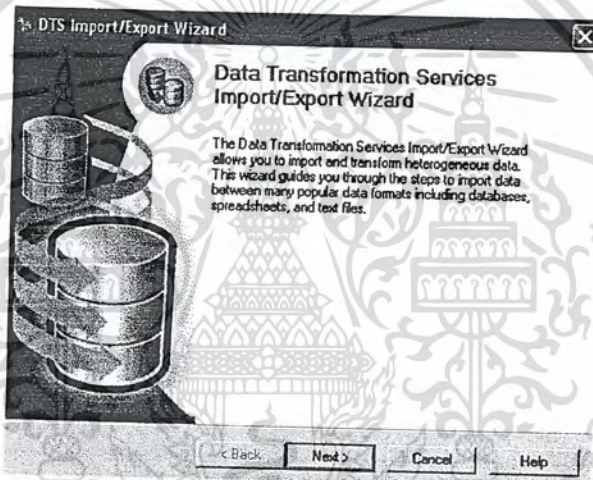 DTS Import/Export Wizard
Data Transformation Services
Import/Export Wizard
The Data Transformation Services Import/Export Wizard
allows you to import and transform heterogeneous data.
This wizard guides you through the steps to import data
between many popular data formats including databases,
spreadsheets, and text files.
< Back Next > Cancel Help